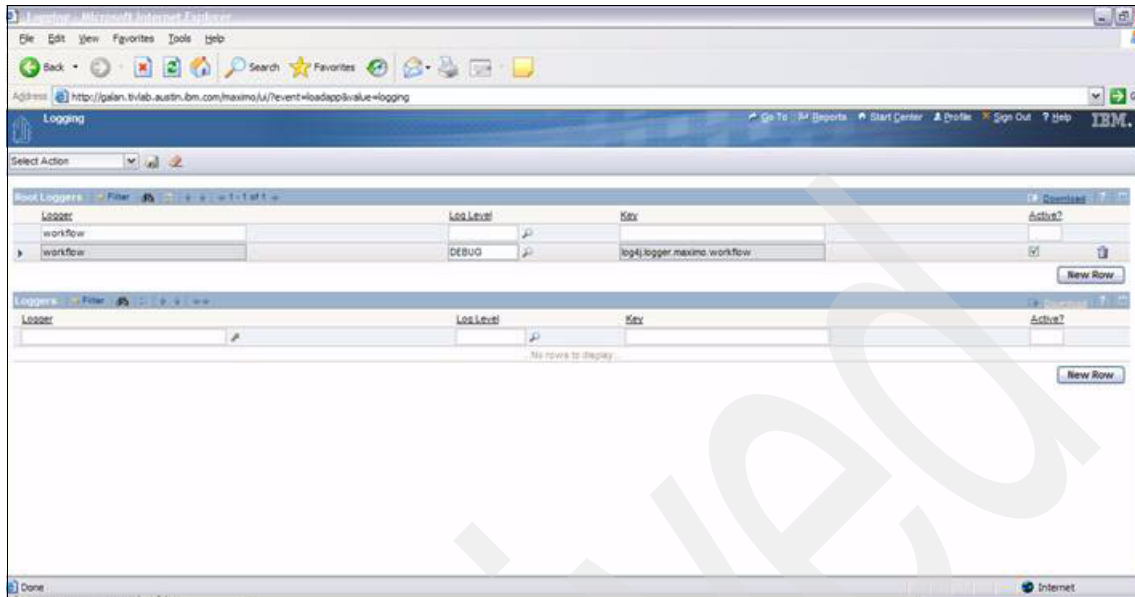 Logging - Microsoft Internet Explorer
File Edit View Favorites Tools Help
Back Search Favorites
Address http://galan.tivlab.austin.ibm.com/maximo/ui/?event=loadapp&value=logging
Logging Go To Reports Start Center Profile Sign Out ? Help IBM.
Select Action
Root Loggers Filter 1 - 1 of 1 Download ?
Logger Log Level Key Active?
workflow
workflow DEBUG log4j.logger.maximo.workflow
New Row
Loggers Filter Download ?
Logger Log Level Key Active?
No rows to display
New Row
Done Internet